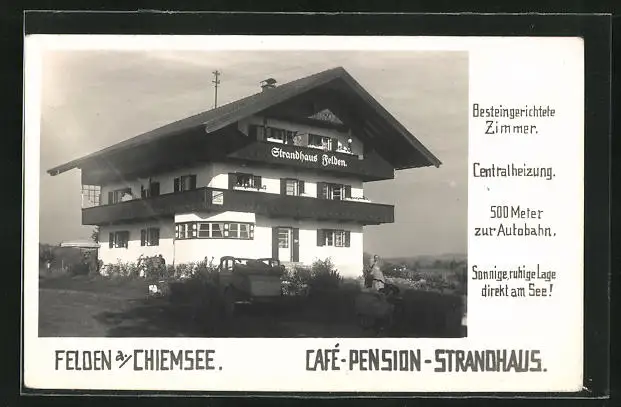 Strandhaus Felden.
Besteingerichtete
Zimmer.
Centralheizung.
500 Meter
zur Autobahn.
Sonnige, ruhige Lage
direkt am See!
FELDEN a/ CHIEMSEE.
CAFÉ-PENSION-STRANDHAUS.